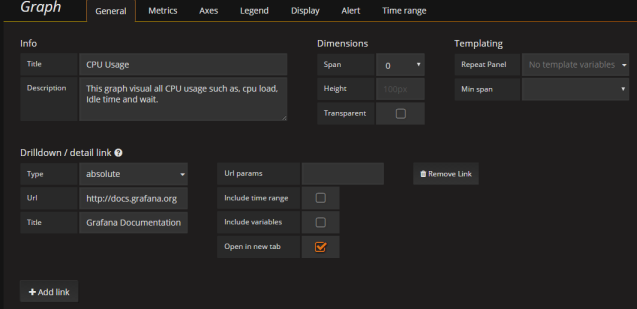 Graph General Metrics Axes Legend Display Alert Time range
Info Dimensions Templating
Title CPU Usage Span 0 Repeat Panel No template variables
Description This graph visual all CPU usage such as, cpu load, Height 100px Min span
Idle time and wait.
Transparent
Drilldown / detail link
Type absolute Url params Remove Link
Url http://docs.grafana.org Include time range
Title Grafana Documentation Include variables
Open in new tab
+ Add link